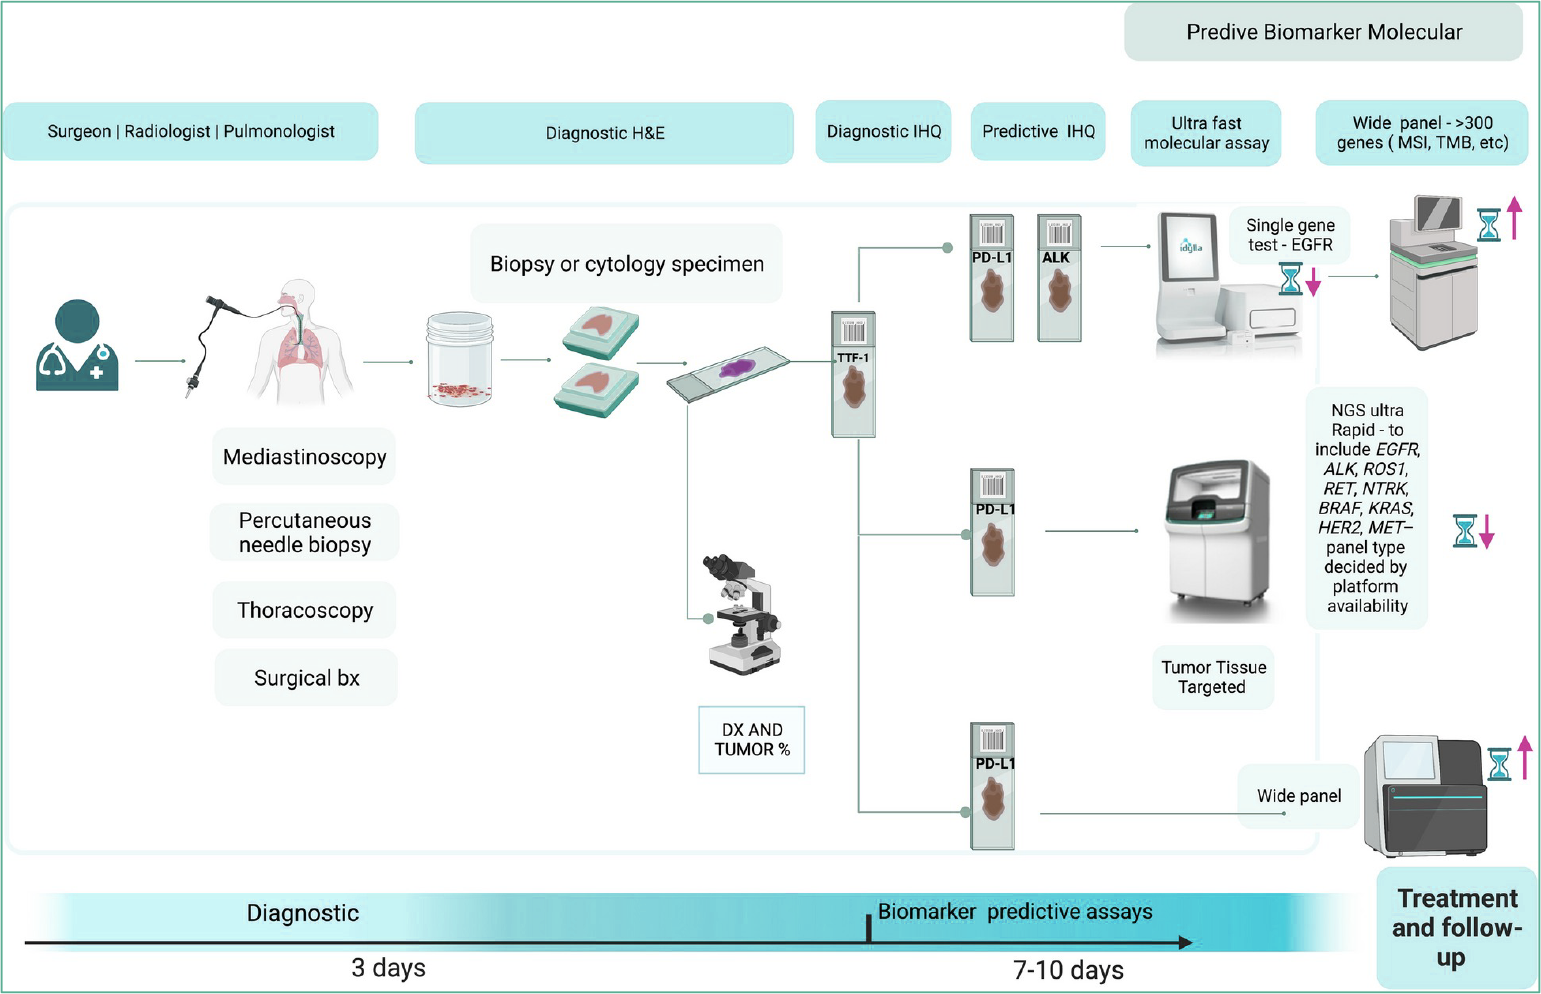 Predive Biomarker Molecular
Surgeon | Radiologist | Pulmonologist
Diagnostic H&E
Diagnostic IHQ
Predictive IHQ
Ultra fast
molecular assay
Wide panel - >300
genes ( MSI, TMB, etc)
Biopsy or cytology specimen
PD-L1
ALK
idylla
Single gene
test - EGFR
TTF-1
Mediastinoscopy
Percutaneous
needle biopsy
Thoracoscopy
Surgical bx
DX AND
TUMOR %
PD-L1
NGS ultra
Rapid - to
include EGFR,
ALK, ROS1,
RET, NTRK,
BRAF, KRAS,
HER2, MET–
panel type
decided by
platform
availability
Tumor Tissue
Targeted
PD-L1
Wide panel
Diagnostic
Biomarker predictive assays
3 days
7-10 days
Treatment
and follow-
up